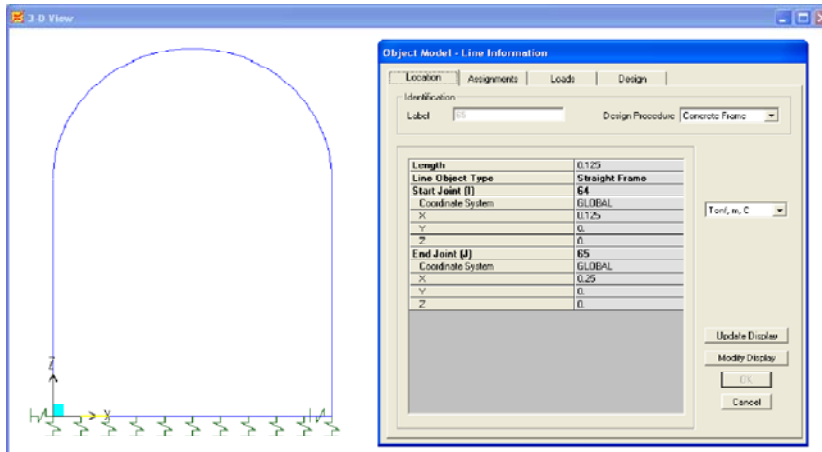 3-D View
Z
X
Object Model - Line Information
Location Assignments Loads Design
Identification
Label 65 Design Procedure Concrete Frame
Length 0.125
Line Object Type Straight Frame
Start Joint (I) 64
Coordinate System GLOBAL
X 0.125
Y 0.
Z 0.
End Joint (J) 65
Coordinate System GLOBAL
X 0.25
Y 0.
Z 0.
Tonf, m, C
Update Display
Modify Display
OK
Cancel